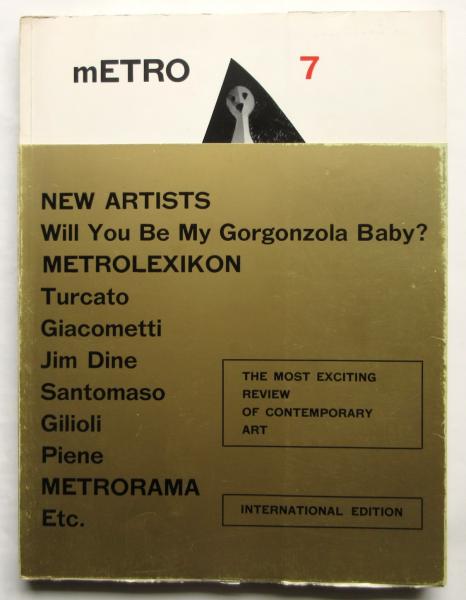 mETRO 7
NEW ARTISTS
Will You Be My Gorgonzola Baby?
METROLEXIKON
Turcato
Giacometti
Jim Dine
Santomaso
Gilioli
Piene
METRORAMA
Etc.
THE MOST EXCITING
REVIEW
OF CONTEMPORARY
ART
INTERNATIONAL EDITION